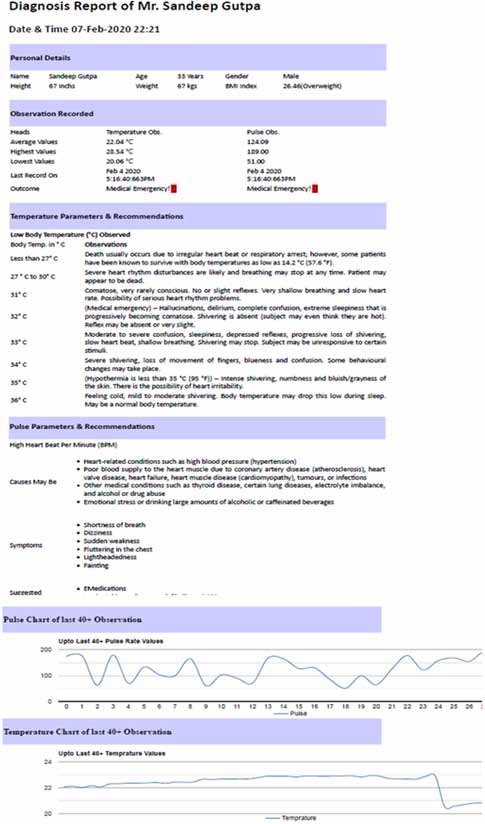 Diagnosis Report of Mr. Sandeep Gutpa
Date & Time 07-Feb-2020 22:21
Personal Details
Name Sandeep Gutpa Age 33 Years Gender Male
Height 67 Inchs Weight 67 kgs BMI Index 26.46(Overweight)
Observation Recorded
Heads Temperature Obs. Pulse Obs.
Average Values 22.04 °C 124.09
Highest Values 28.54 °C 189.00
Lowest Values 20.06 °C 51.00
Last Record On Feb 4 2020 5:16:40:663PM Feb 4 2020 5:16:40:663PM
Outcome Medical Emergency! Medical Emergency!
Temperature Parameters & Recommendations
Low Body Temperature (°C) Observed
Body Temp. in ° C Observations
Less than 27° C Death usually occurs due to irregular heart beat or respiratory arrest; however, some patients
have been known to survive with body temperatures as low as 14.2 °C (57.6 °F).
27 ° C to 30° C Severe heart rhythm disturbances are likely and breathing may stop at any time. Patient may
appear to be dead.
31° C Comatose, very rarely conscious. No or slight reflexes. Very shallow breathing and slow heart
rate. Possibility of serious heart rhythm problems.
32° C (Medical emergency) – Hallucinations, delirium, complete confusion, extreme sleepiness that is
progressively becoming comatose. Shivering is absent (subject may even think they are hot).
Reflex may be absent or very slight.
33° C Moderate to severe confusion, sleepiness, depressed reflexes, progressive loss of shivering,
slow heart beat, shallow breathing. Shivering may stop. Subject may be unresponsive to certain
stimuli.
34° C Severe shivering, loss of movement of fingers, blueness and confusion. Some behavioural
changes may take place.
35° C (Hypothermia is less than 35 °C (95 °F)) – Intense shivering, numbness and bluish/grayness of
the skin. There is the possibility of heart irritability.
36° C Feeling cold, mild to moderate shivering. Body temperature may drop this low during sleep.
May be a normal body temperature.
Pulse Parameters & Recommendations
High Heart Beat Per Minute (BPM)
Causes May Be
• Heart-related conditions such as high blood pressure (hypertension)
• Poor blood supply to the heart muscle due to coronary artery disease (atherosclerosis), heart
valve disease, heart failure, heart muscle disease (cardiomyopathy), tumours, or infections
• Other medical conditions such as thyroid disease, certain lung diseases, electrolyte imbalance,
and alcohol or drug abuse
• Emotional stress or drinking large amounts of alcoholic or caffeinated beverages
Symptoms
• Shortness of breath
• Dizziness
• Sudden weakness
• Fluttering in the chest
• Lightheadedness
• Fainting
Suggested • EMedications
Pulse Chart of last 40+ Observation
Upto Last 40+ Pulse Rate Values
200
100
0
0 1 2 3 4 5 6 7 8 9 10 11 12 13 14 15 16 17 18 19 20 21 22 23 24 25 26
Pulse
Temperature Chart of last 40+ Observation
Upto Last 40+ Temprature Values
24
22
20
Temprature